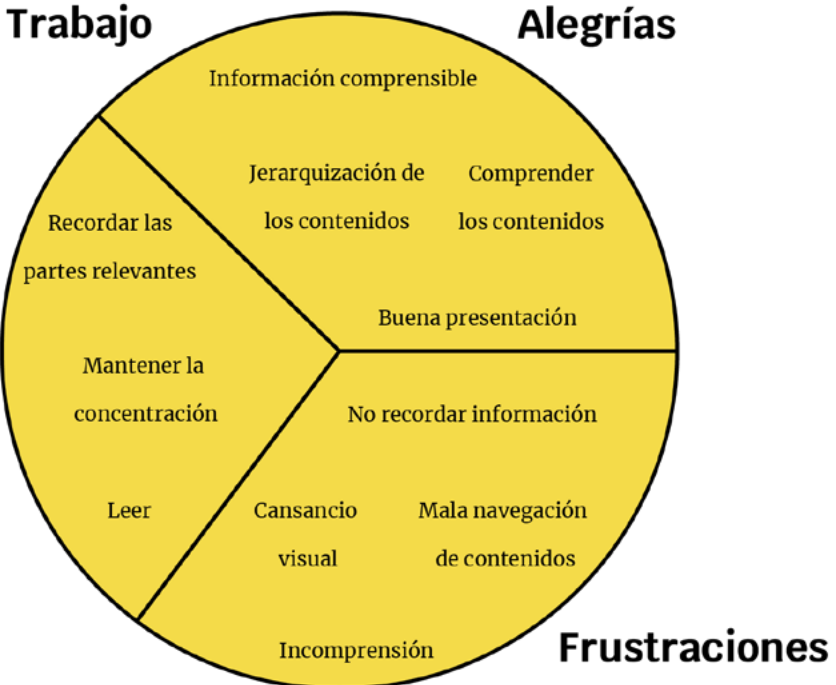 Trabajo
Alegrías
Información comprensible
Jerarquización de
los contenidos
Comprender
los contenidos
Buena presentación
Recordar las
partes relevantes
Mantener la
concentración
Leer
No recordar información
Cansancio
visual
Mala navegación
de contenidos
Incomprensión
Frustraciones